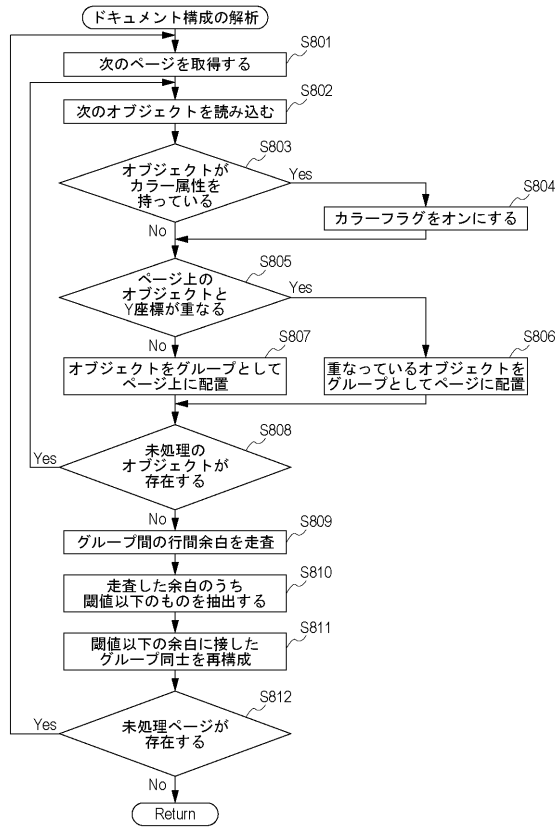 ドキュメント構成の解析
S801
次のページを取得する
S802
次のオブジェクトを読み込む
S803
オブジェクトが
カラー属性を
持っている
Yes
S804
カラーフラグをオンにする
No
S805
ページ上の
オブジェクトと
Y座標が重なる
Yes
No
S807
オブジェクトをグループとして
ページ上に配置
S806
重なっているオブジェクトを
グループとしてページに配置
S808
未処理の
オブジェクトが
存在する
Yes
No
S809
グループ間の行間余白を走査
S810
走査した余白のうち
閾値以下のものを抽出する
S811
閾値以下の余白に接した
グループ同士を再構成
S812
未処理ページが
存在する
Yes
No
Return